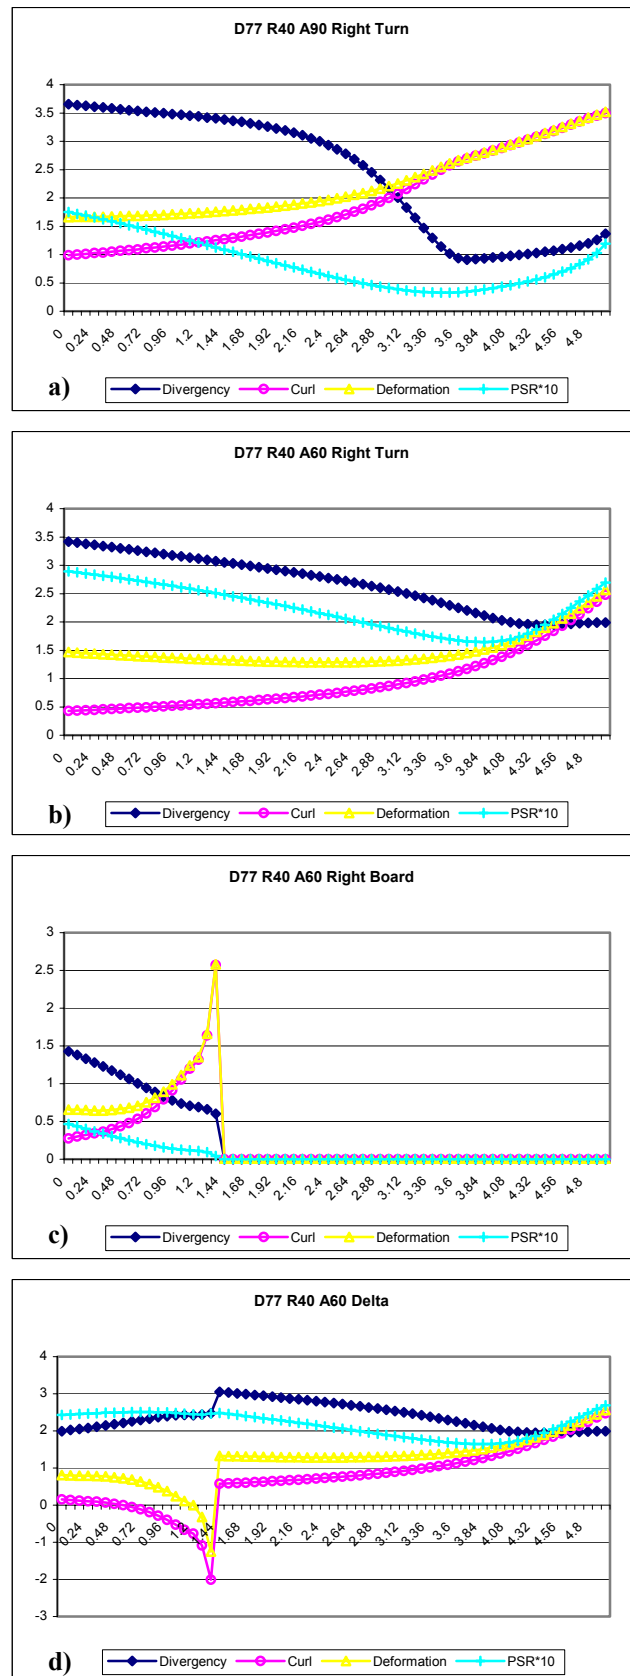 D77 R40 A90 Right Turn
4
3.5
3
2.5
2
1.5
1
0.5
0
0 0.24 0.48 0.72 0.96 1.2 1.44 1.68 1.92 2.16 2.4 2.64 2.88 3.12 3.36 3.6 3.84 4.08 4.32 4.56 4.8
a) Divergency Curl Deformation PSR*10
D77 R40 A60 Right Turn
4
3.5
3
2.5
2
1.5
1
0.5
0
0 0.24 0.48 0.72 0.96 1.2 1.44 1.68 1.92 2.16 2.4 2.64 2.88 3.12 3.36 3.6 3.84 4.08 4.32 4.56 4.8
b) Divergency Curl Deformation PSR*10
D77 R40 A60 Right Board
3
2.5
2
1.5
1
0.5
0
0 0.24 0.48 0.72 0.96 1.2 1.44 1.68 1.92 2.16 2.4 2.64 2.88 3.12 3.36 3.6 3.84 4.08 4.32 4.56 4.8
c) Divergency Curl Deformation PSR*10
D77 R40 A60 Delta
4
3
2
1
0
-1
-2
-3
0 0.24 0.48 0.72 0.96 1.2 1.44 1.68 1.92 2.16 2.4 2.64 2.88 3.12 3.36 3.6 3.84 4.08 4.32 4.56 4.8
d) Divergency Curl Deformation PSR*10